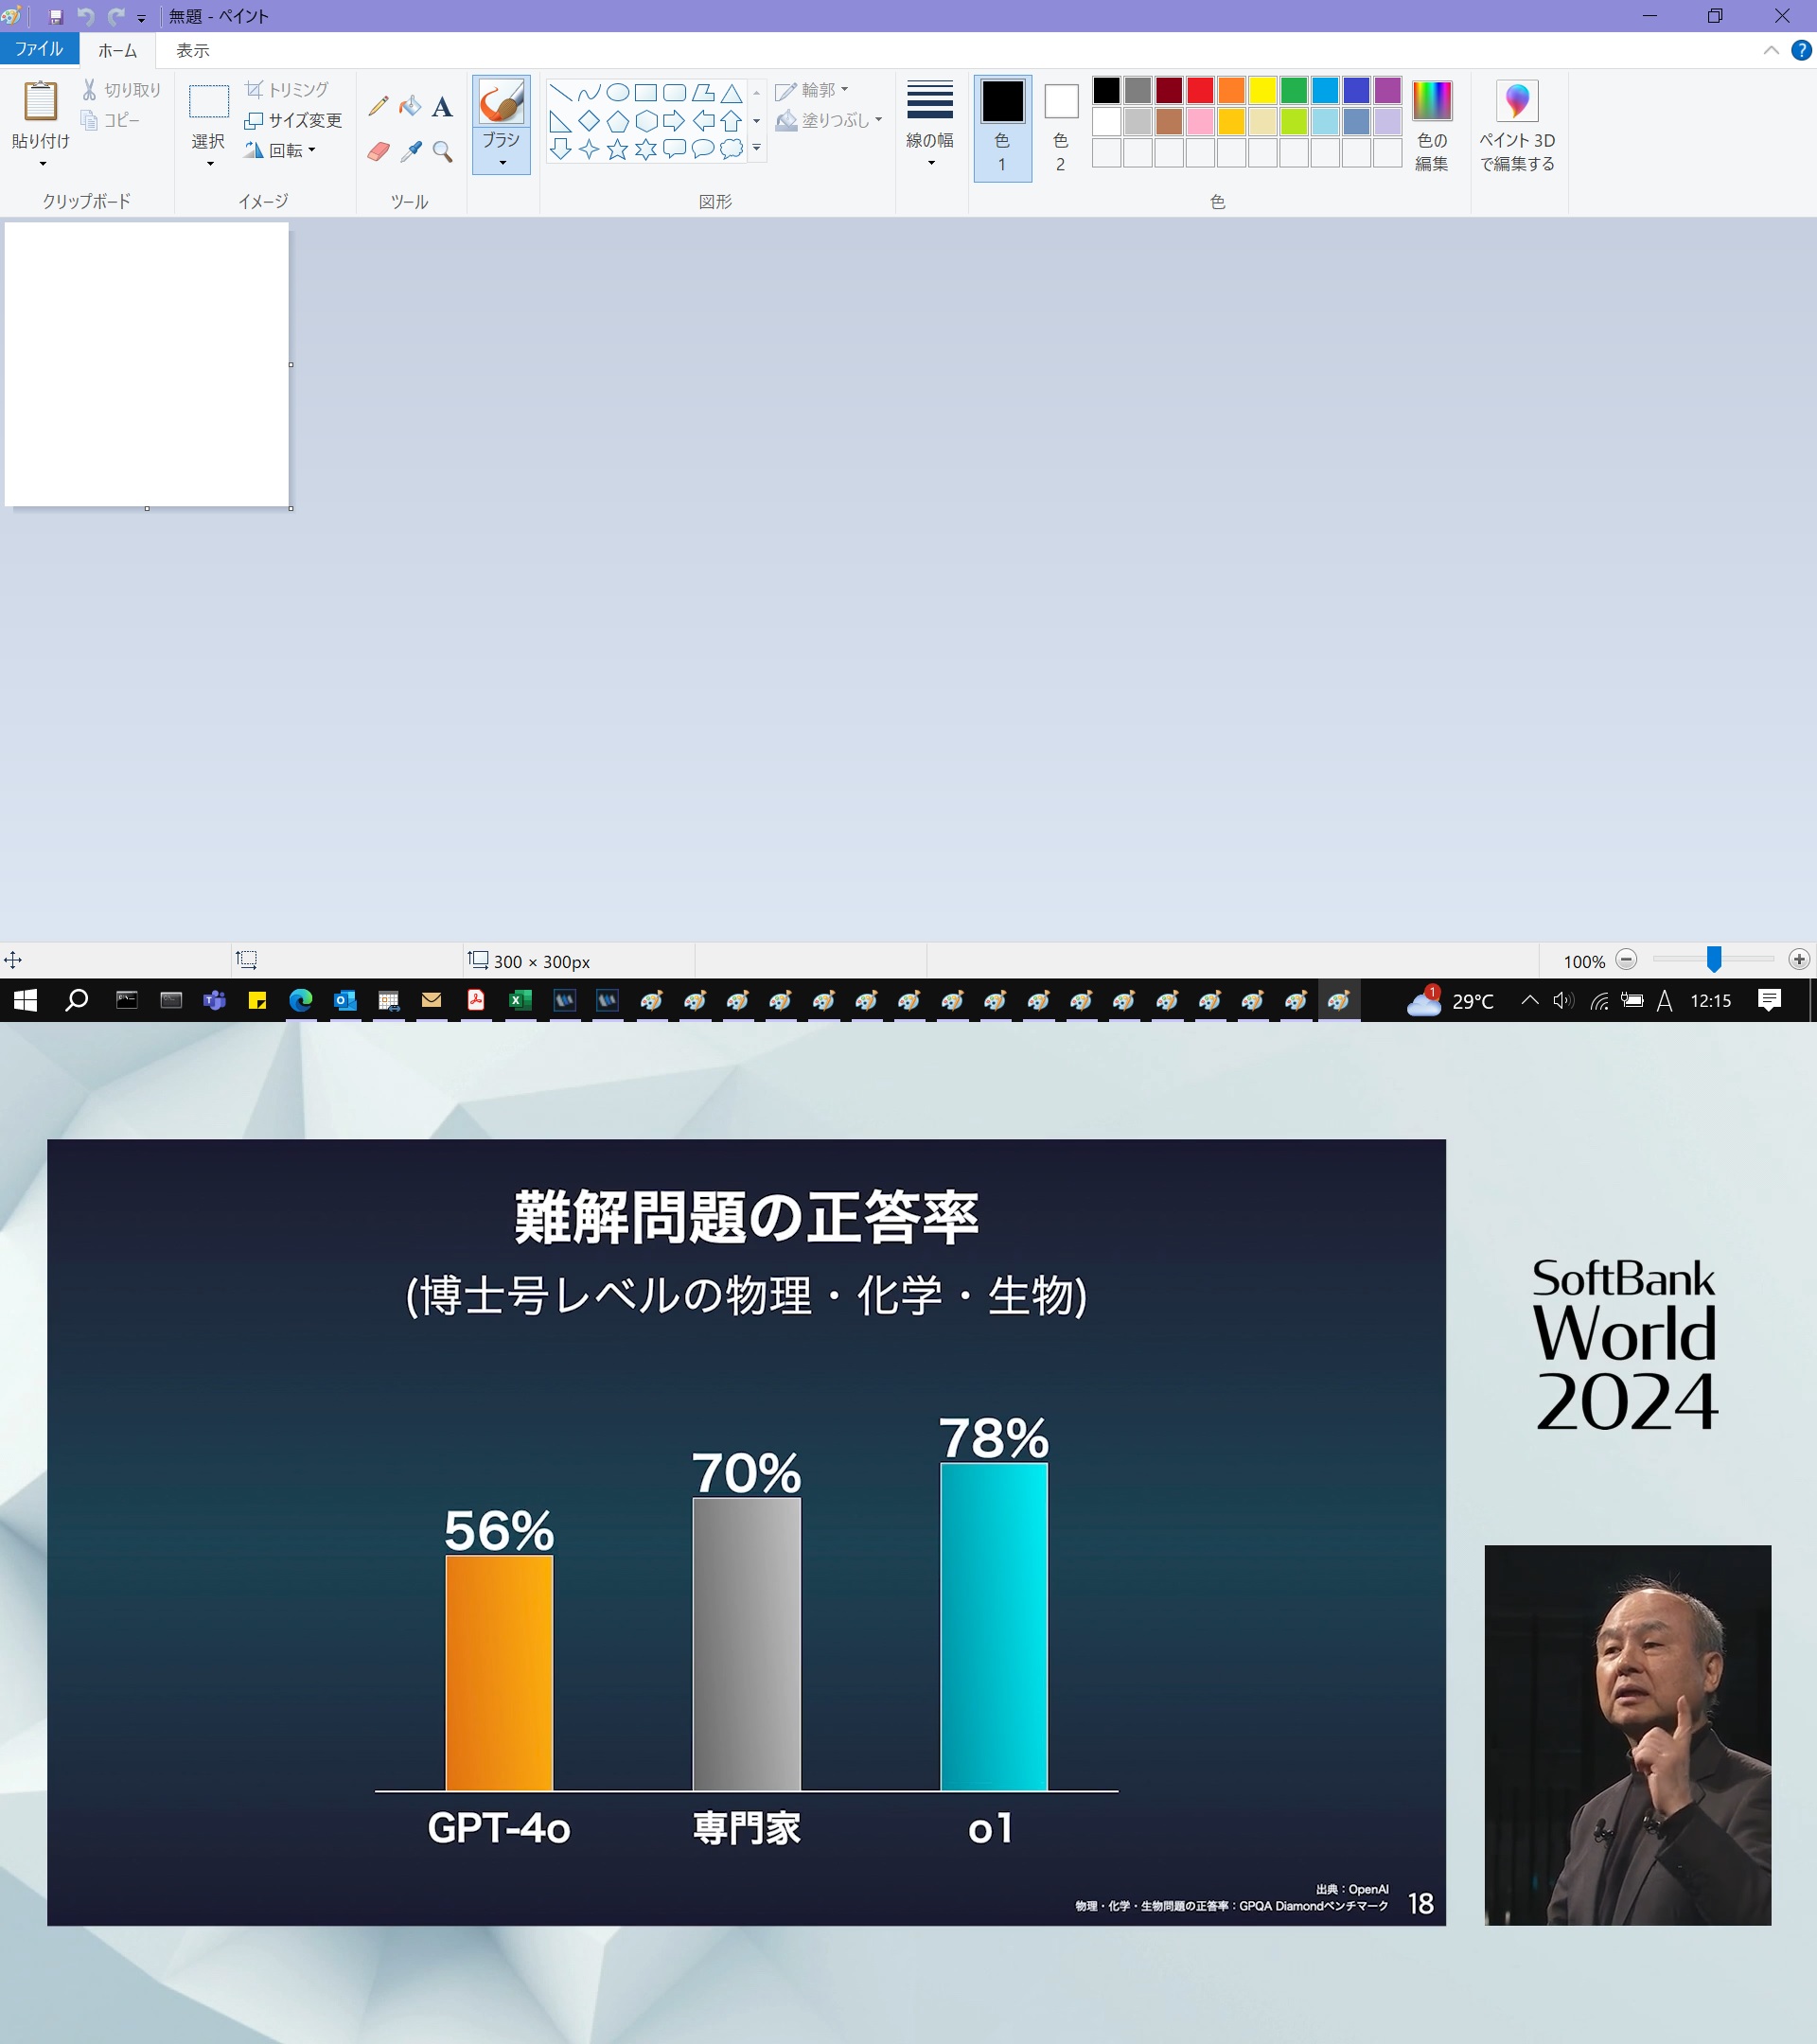 無題 - ペイント
ファイル ホーム 表示
貼り付け
切り取り
コピー
クリップボード
選択
トリミング
サイズ変更
回転
イメージ
A
ツール
ブラシ
図形
輪郭
塗りつぶし
線の幅
色
1
色
2
色の
編集
色
ペイント 3D
で編集する
300 × 300px
100%
1
29°C
A
12:15
難解問題の正答率
(博士号レベルの物理・化学・生物)
56%
70%
78%
GPT-4o
専門家
o1
出典：OpenAI
物理・化学・生物問題の正答率：GPQA Diamondベンチマーク
18
SoftBank
World
2024